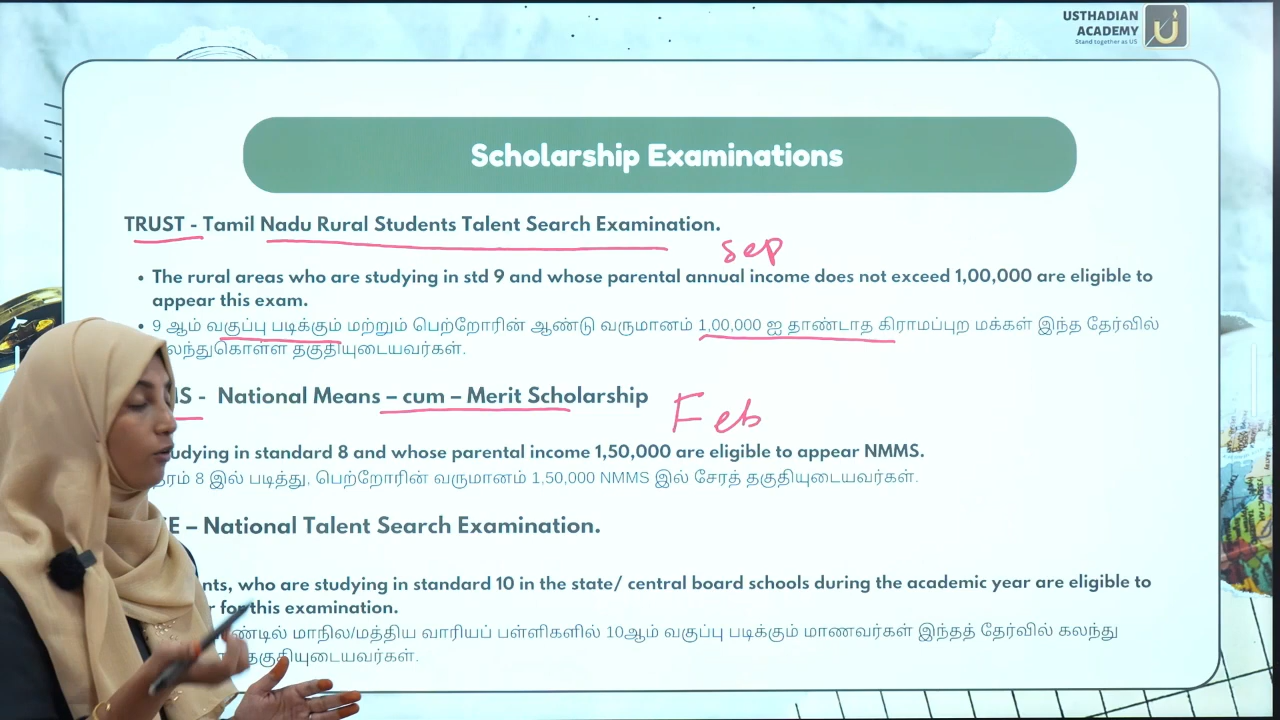 USTHADIAN
ACADEMY
Stand together as US
Scholarship Examinations
TRUST - Tamil Nadu Rural Students Talent Search Examination.
sep
• The rural areas who are studying in std 9 and whose parental annual income does not exceed 1,00,000 are eligible to
appear this exam.
• 9 ஆம் வகுப்பு படிக்கும் மற்றும் பெற்றோரின் ஆண்டு வருமானம் 1,00,000 ஐ தாண்டாத கிராமப்புற மக்கள் இந்த தேர்வில்
லந்துகொள்ள தகுதியுடையவர்கள்.
MS - National Means – cum – Merit Scholarship
Feb
udying in standard 8 and whose parental income 1,50,000 are eligible to appear NMMS.
தரம் 8 இல் படித்து, பெற்றோரின் வருமானம் 1,50,000 NMMS இல் சேரத் தகுதியுடையவர்கள்.
E – National Talent Search Examination.
nts, who are studying in standard 10 in the state/ central board schools during the academic year are eligible to
r for this examination.
ண்டில் மாநில/மத்திய வாரியப் பள்ளிகளில் 10ஆம் வகுப்பு படிக்கும் மாணவர்கள் இந்தத் தேர்வில் கலந்து
தகுதியுடையவர்கள்.